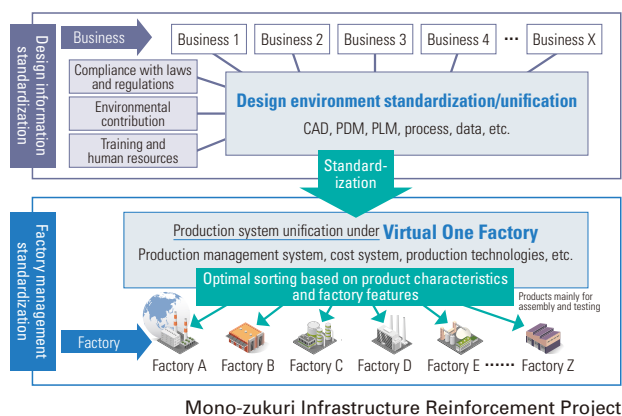 Design information
standardization
Business
Business 1
Business 2
Business 3
Business 4
...
Business X
Compliance with laws
and regulations
Environmental
contribution
Training and
human resources
Design environment standardization/unification
CAD, PDM, PLM, process, data, etc.
Standard-
ization
Factory management
standardization
Production system unification under Virtual One Factory
Production management system, cost system, production technologies, etc.
Optimal sorting based on product characteristics
and factory features
Products mainly for
assembly and testing
Factory
Factory A
Factory B
Factory C
Factory D
Factory E
......
Factory Z
Mono-zukuri Infrastructure Reinforcement Project